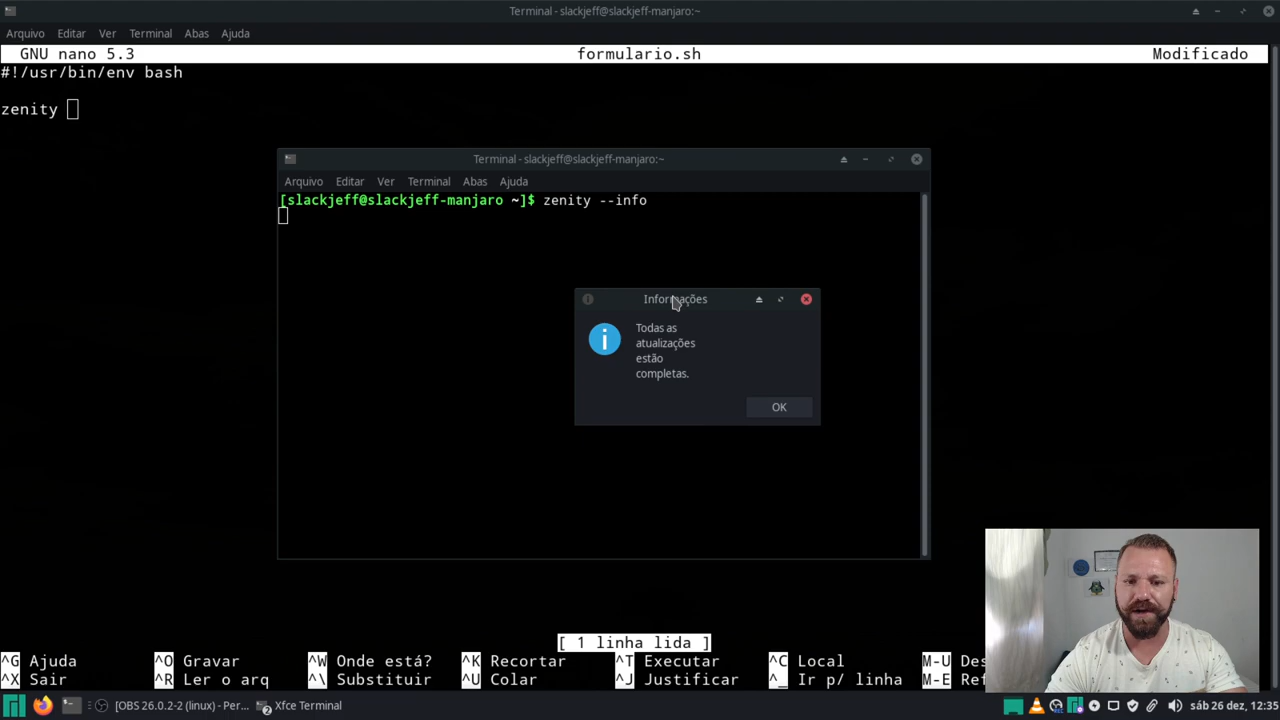 Terminal - slackjeff@slackjeff-manjaro:~
Arquivo Editar Ver Terminal Abas Ajuda
GNU nano 5.3 formulario.sh Modificado
#!/usr/bin/env bash
zenity
Terminal - slackjeff@slackjeff-manjaro:~
Arquivo Editar Ver Terminal Abas Ajuda
[slackjeff@slackjeff-manjaro ~]$ zenity --info
Informações
Todas as
atualizações
estão
completas.
OK
[ 1 linha lida ]
^G Ajuda ^O Gravar ^W Onde está? ^K Recortar ^T Executar ^C Local M-U Des
^X Sair ^R Ler o arq ^\ Substituir ^U Colar ^J Justificar ^_ Ir p/ linha M-E Ref
[OBS 26.0.2-2 (linux) - Per... 2 Xfce Terminal sáb 26 dez, 12:35